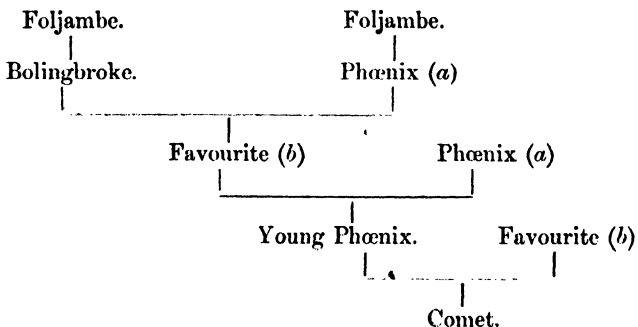 Foljambe. Foljambe.
Bolingbroke. Phœnix (a)
Favourite (b) Phœnix (a)
Young Phœnix. Favourite (b)
Comet.